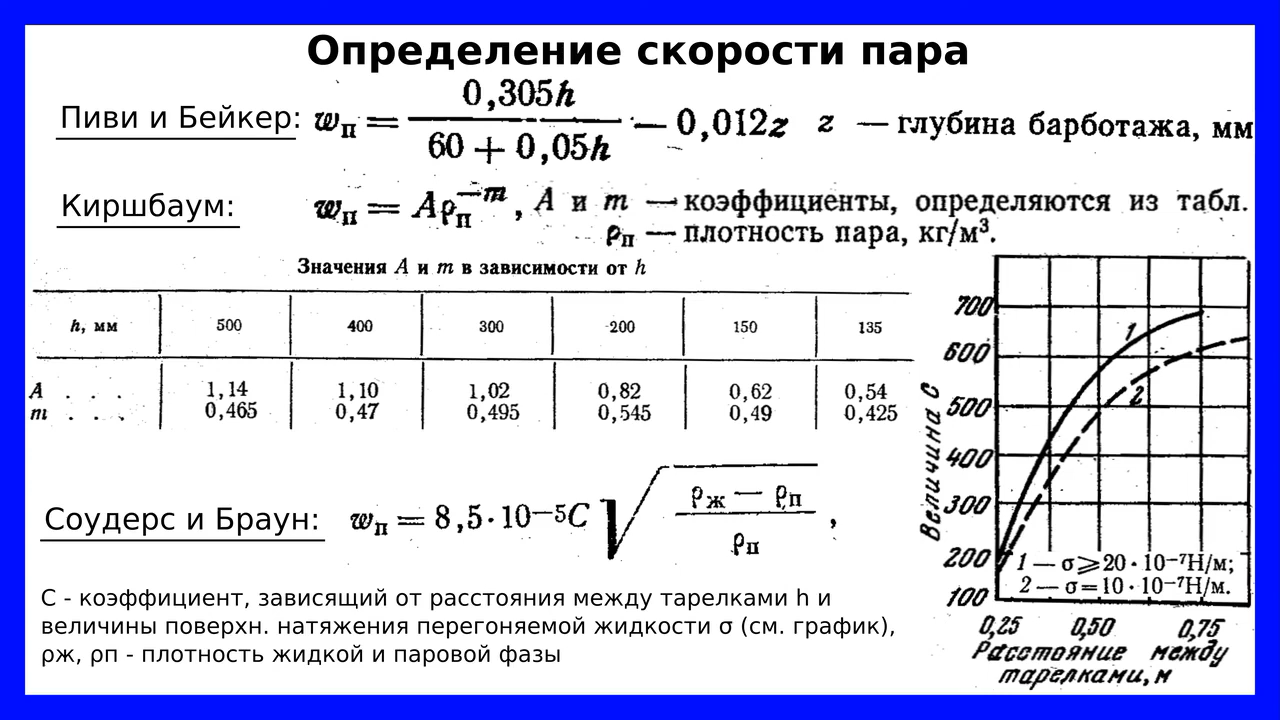 Определение скорости пара
Пиви и Бейкер: wп = 0,305h / (60 + 0,05h) — 0,012z z — глубина барботажа, мм
Киршбаум: wп = Aρп^—m, A и m — коэффициенты, определяются из табл.
ρп — плотность пара, кг/м³.
Значения A и m в зависимости от h
h, мм 500 400 300 200 150 135
A . . . 1,14 1,10 1,02 0,82 0,62 0,54
m . . . 0,465 0,47 0,495 0,545 0,49 0,425
Соудерс и Браун: wп = 8,5·10—5C √((ρж — ρп) / ρп) ,
С - коэффициент, зависящий от расстояния между тарелками h и
величины поверхн. натяжения перегоняемой жидкости σ (см. график),
ρж, ρп - плотность жидкой и паровой фазы
Величина С
700
600
500
400
300
200
100
1
2
1 — σ⩾20·10—7Н/м;
2 — σ=10·10—7Н/м.
0,25 0,50 0,75
Расстояние между
тарелками, м